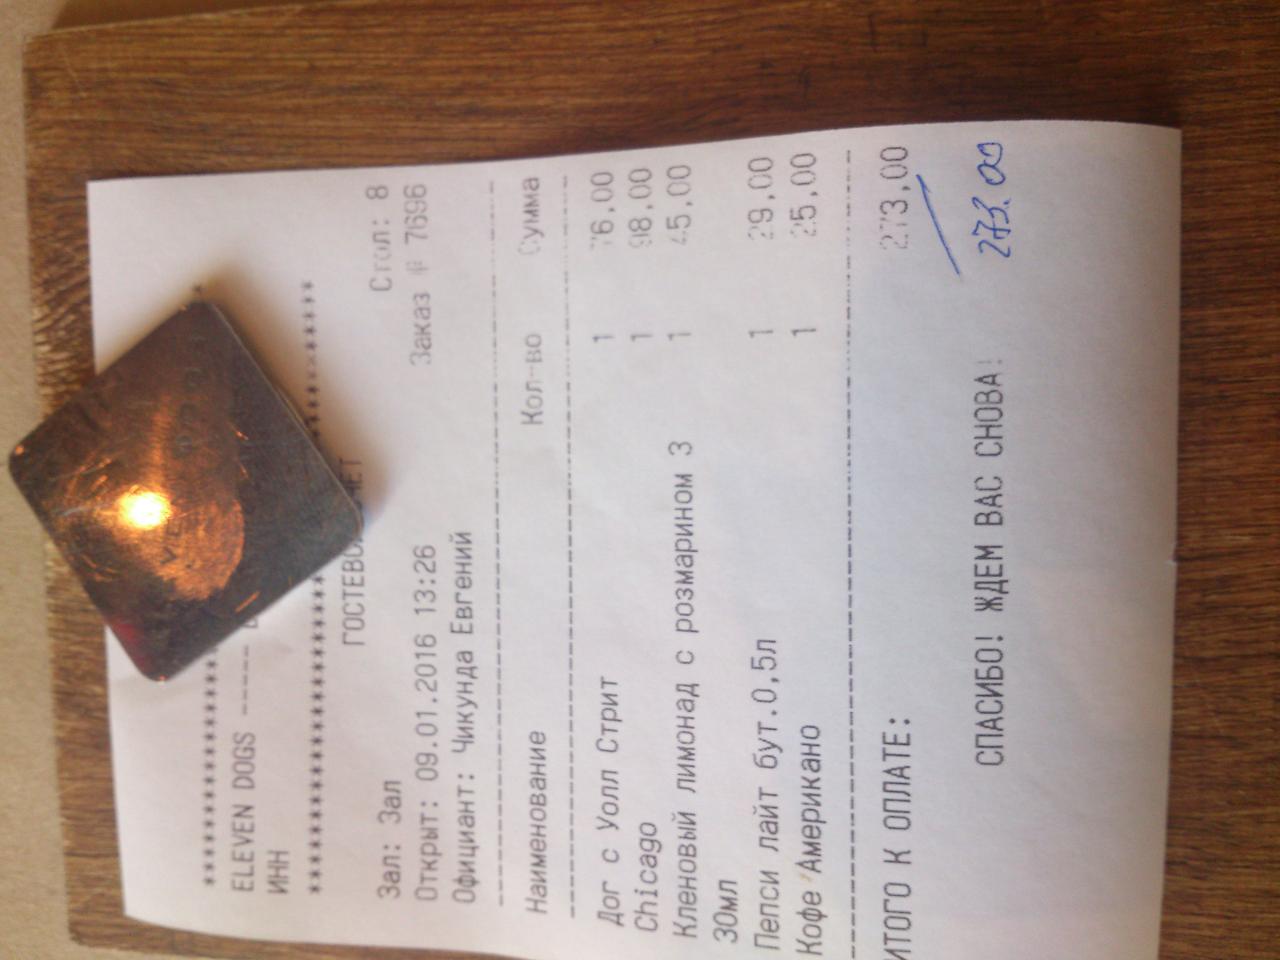 ********************************
ELEVEN DOGS
ИНН
********************************
Стол: 8
Зал: Зал Заказ # 7696
Открыт: 09.01.2016 13:26
Официант: Чикунда Евгений
Наименование Кол-во Сумма
Дог с Уолл Стрит 1 76,00
Chicago 1 98,00
Кленовый лимонад с розмарином 3 1 45,00
30мл
Пепси лайт бут.0,5л 1 29,00
Кофе Американо 1 25,00
ИТОГО К ОПЛАТЕ: 273,00
273.00
СПАСИБО! ЖДЕМ ВАС СНОВА!